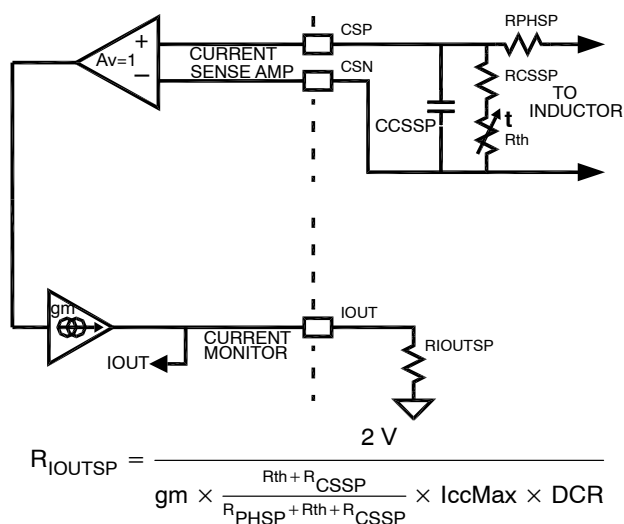 CSP
RPHSP
Av=1
+
−
CURRENT
SENSE AMP
CSN
RCSSP
TO
INDUCTOR
CCSSP
t
Rth
gm
IOUT
CURRENT
MONITOR
IOUT
RIOUTSP
R_IOUTSP = 2 V / (gm × (Rth + R_CSSP) / (R_PHSP + Rth + R_CSSP) × IccMax × DCR)